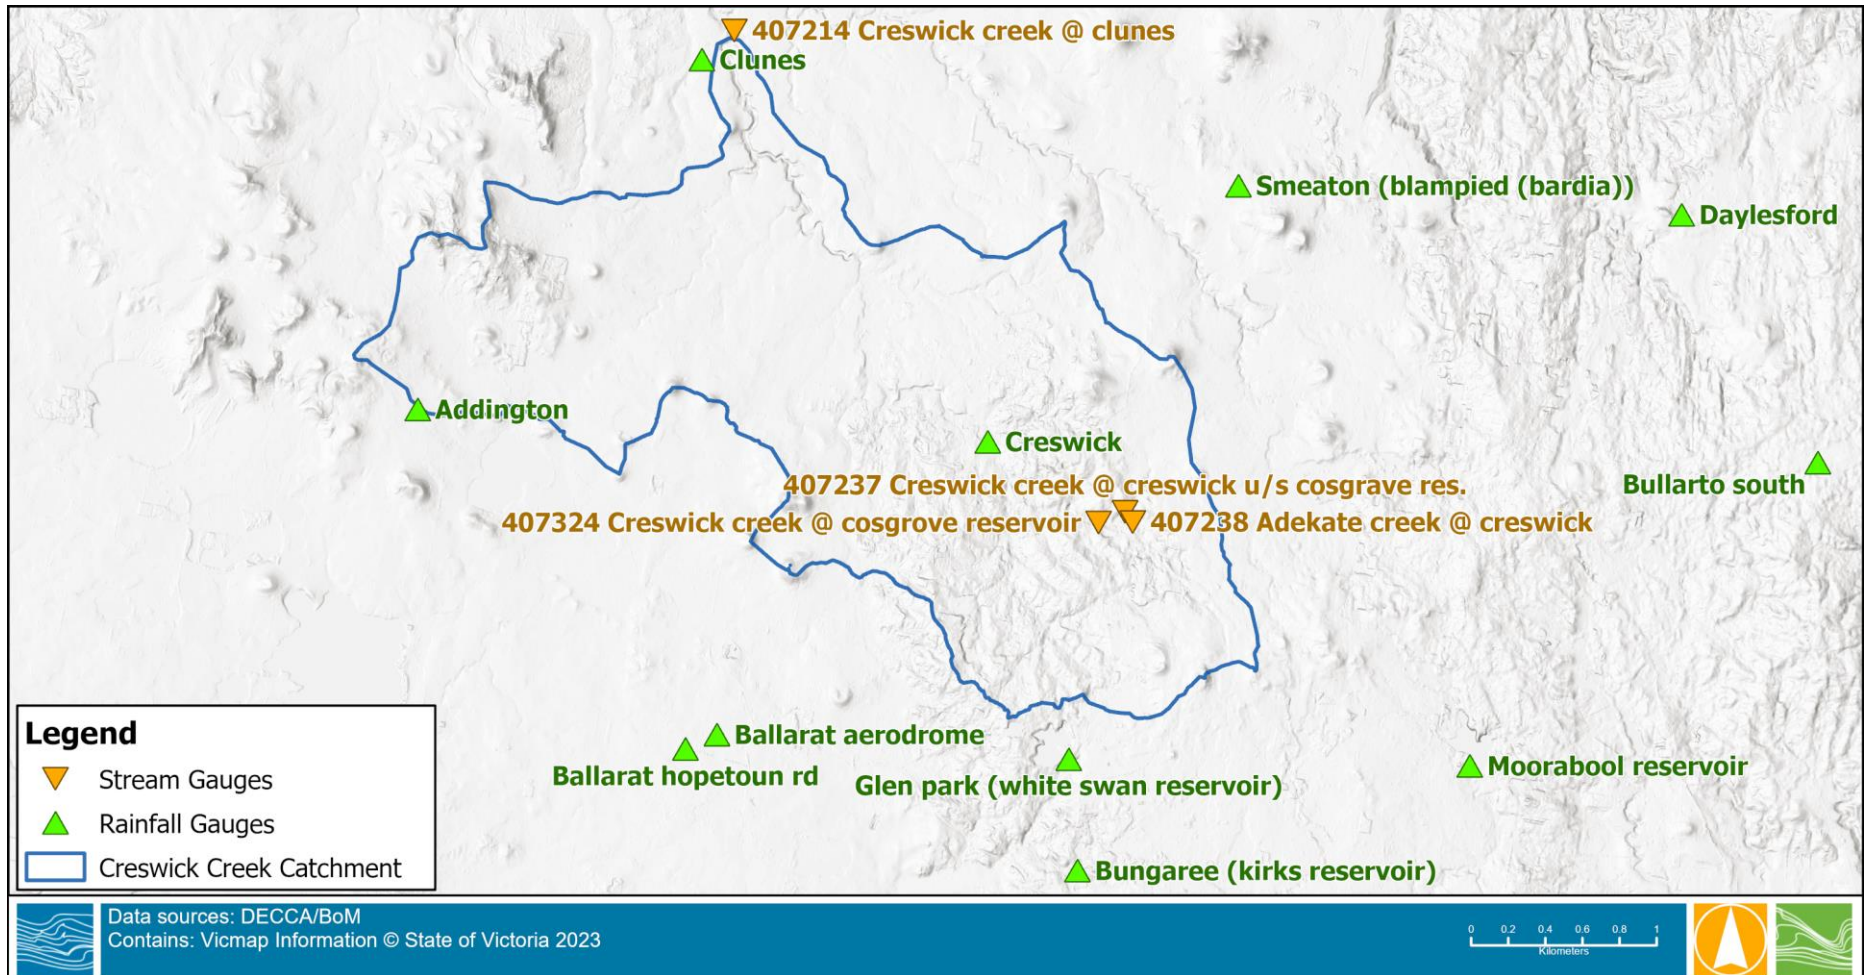 407214 Creswick creek @ clunes
Clunes
Smeaton (blampied (bardia))
Daylesford
Addington
Creswick
407237 Creswick creek @ creswick u/s cosgrave res.
Bullarto south
407324 Creswick creek @ cosgrove reservoir
407238 Adekate creek @ creswick
Ballarat aerodrome
Ballarat hopetoun rd
Glen park (white swan reservoir)
Moorabool reservoir
Bungaree (kirks reservoir)
Legend
Stream Gauges
Rainfall Gauges
Creswick Creek Catchment
Data sources: DECCA/BoM
Contains: Vicmap Information © State of Victoria 2023
0 0.2 0.4 0.6 0.8 1
Kilometers